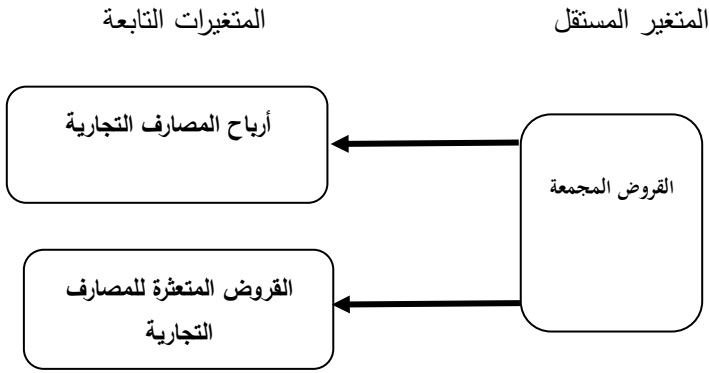 المتغير المستقل
المتغيرات التابعة
القروض المجمعة
أرباح المصارف التجارية
القروض المتعثرة للمصارف
التجارية